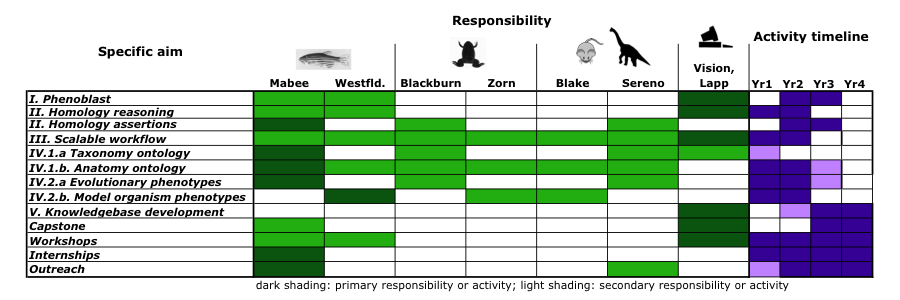 Responsibility
Specific aim
Activity timeline
Mabee Westfld. Blackburn Zorn Blake Sereno Vision, Lapp Yr1 Yr2 Yr3 Yr4
I. Phenoblast
II. Homology reasoning
II. Homology assertions
III. Scalable workflow
IV.1.a Taxonomy ontology
IV.1.b. Anatomy ontology
IV.2.a Evolutionary phenotypes
IV.2.b. Model organism phenotypes
V. Knowledgebase development
Capstone
Workshops
Internships
Outreach
dark shading: primary responsibility or activity; light shading: secondary responsibility or activity